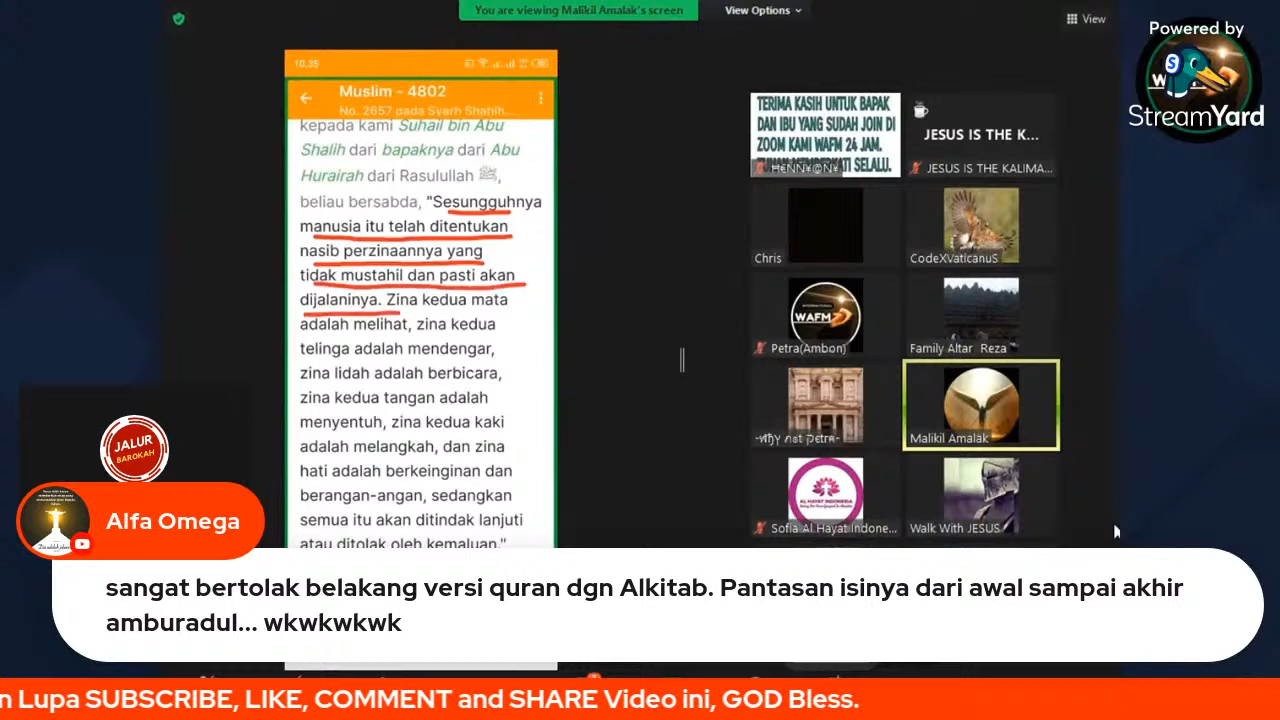 You are viewing Malikil Amalak's screen
View Options
View
Powered by
StreamYard
10.35
Muslim - 4802
No. 2657 pada Syarh Shahih...
kepada kami Suhail bin Abu
Shalih dari bapaknya dari Abu
Hurairah dari Rasulullah ﷺ,
beliau bersabda, "Sesungguhnya
manusia itu telah ditentukan
nasib perzinaannya yang
tidak mustahil dan pasti akan
dijalaninya. Zina kedua mata
adalah melihat, zina kedua
telinga adalah mendengar,
zina lidah adalah berbicara,
zina kedua tangan adalah
menyentuh, zina kedua kaki
adalah melangkah, dan zina
hati adalah berkeinginan dan
berangan-angan, sedangkan
semua itu akan ditindak lanjuti
atau ditolak oleh kemaluan."
TERIMA KASIH UNTUK BAPAK
DAN IBU YANG SUDAH JOIN DI
ZOOM KAMI WAFM 24 JAM.
TUHAN MEMBERKATI SELALU.
H€NN¥@N¥
JESUS IS THE K...
JESUS IS THE KALIMA...
Chris
CodeXVaticanuS
WAFM
Petra(Ambon)
Family Altar Reza
Malikil Amalak
AL HAYAT INDONESIA
Sofia Al Hayat Indone...
Walk With JESUS
JALUR
BAROKAH
Alfa Omega
sangat bertolak belakang versi quran dgn Alkitab. Pantasan isinya dari awal sampai akhir
amburadul... wkwkwkwk
n Lupa SUBSCRIBE, LIKE, COMMENT and SHARE Video ini, GOD Bless.